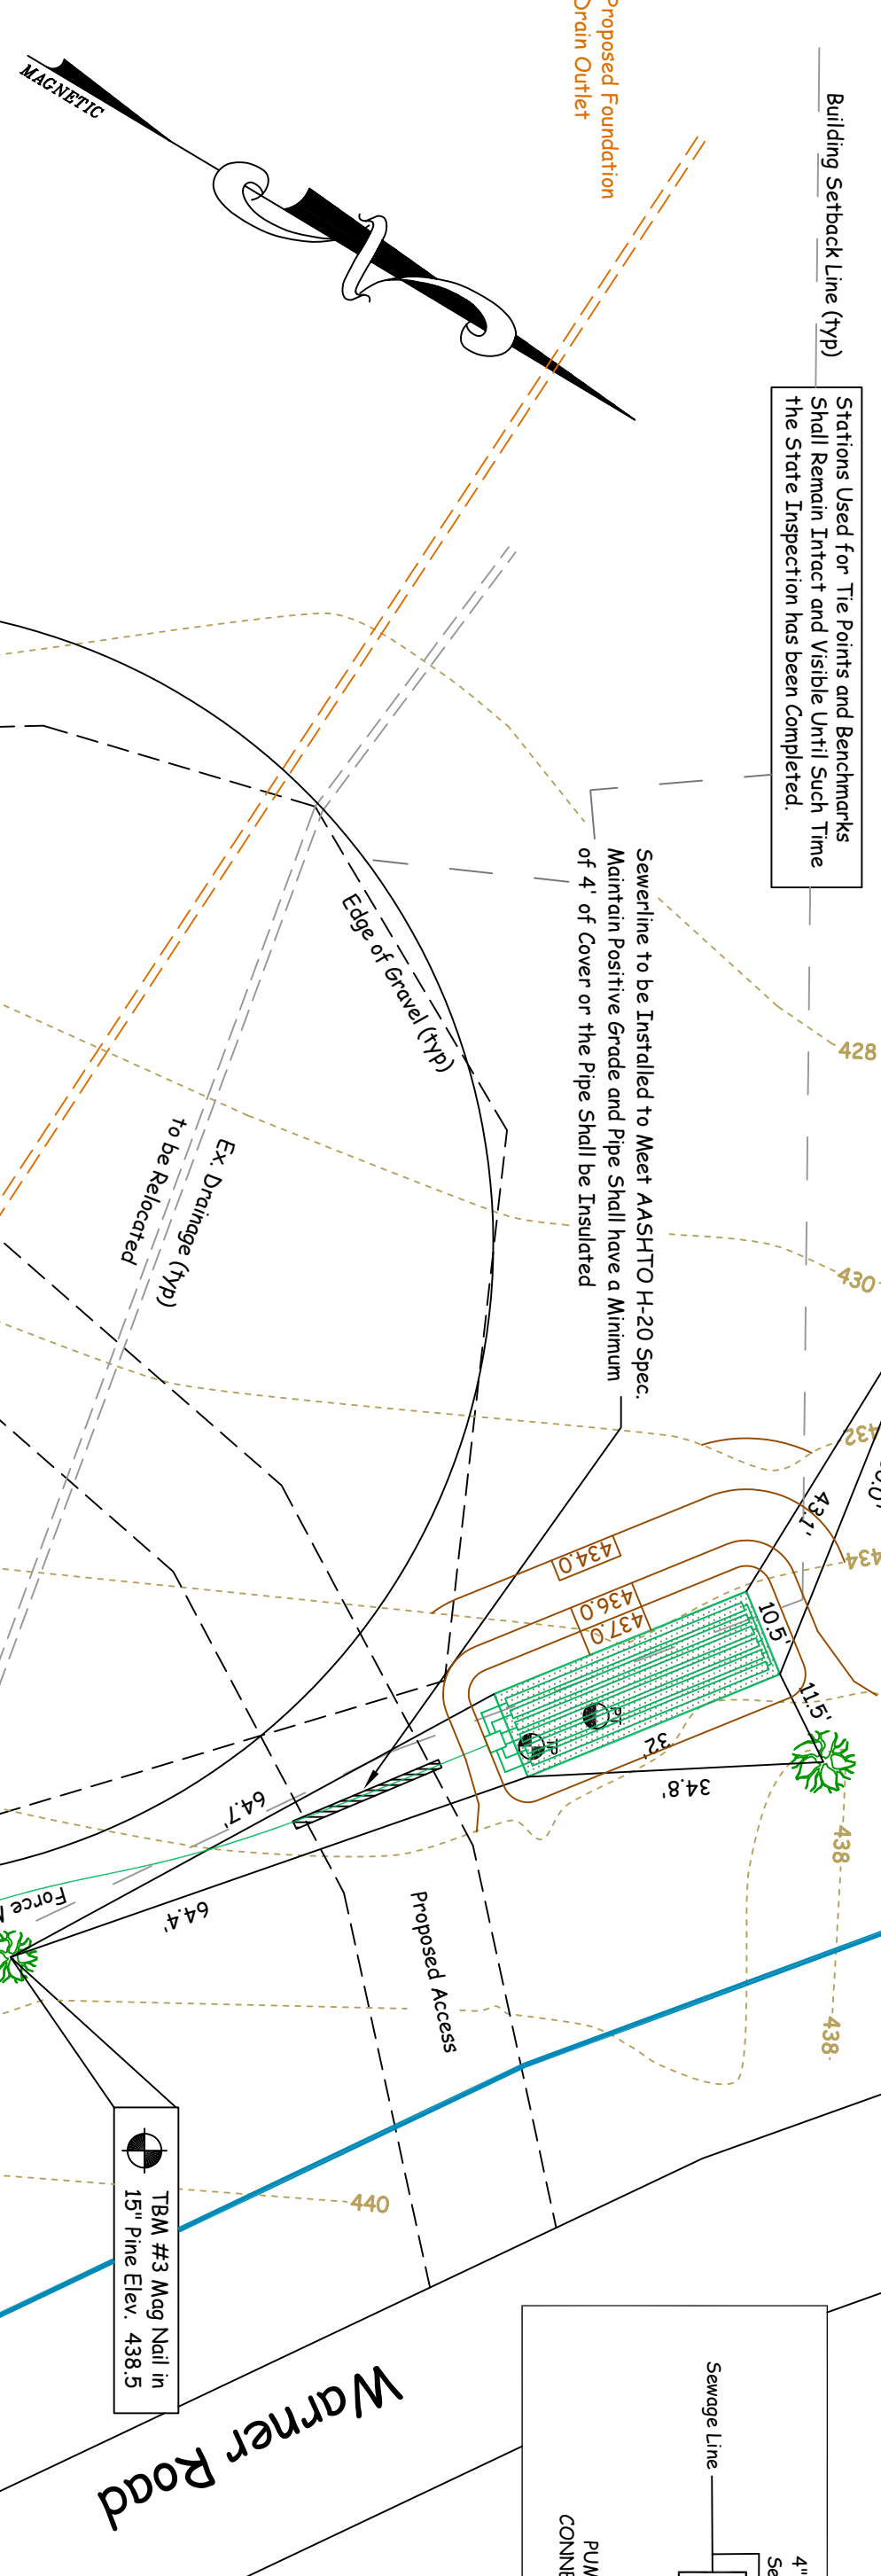 Proposed Foundation
Drain Outlet
MAGNETIC
Building Setback Line (typ)
Stations Used for Tie Points and Benchmarks
Shall Remain Intact and Visible Until Such Time
the State Inspection has been Completed.
Sewerline to be Installed to Meet AASHTO H-20 Spec.
Maintain Positive Grade and Pipe Shall have a Minimum
of 4' of Cover or the Pipe Shall be Insulated
Edge of Gravel (typ)
Ex. Drainage (typ)
to be Relocated
428
430
432
434
43.1'
434.0
436.0
437.0
10.5'
11.5'
PT
TP
32'
34.8'
64.7'
64.4'
Force
Proposed Access
438
438
440
TBM #3 Mag Nail in
15" Pine Elev. 438.5
Warner Road
Sewage Line
4"